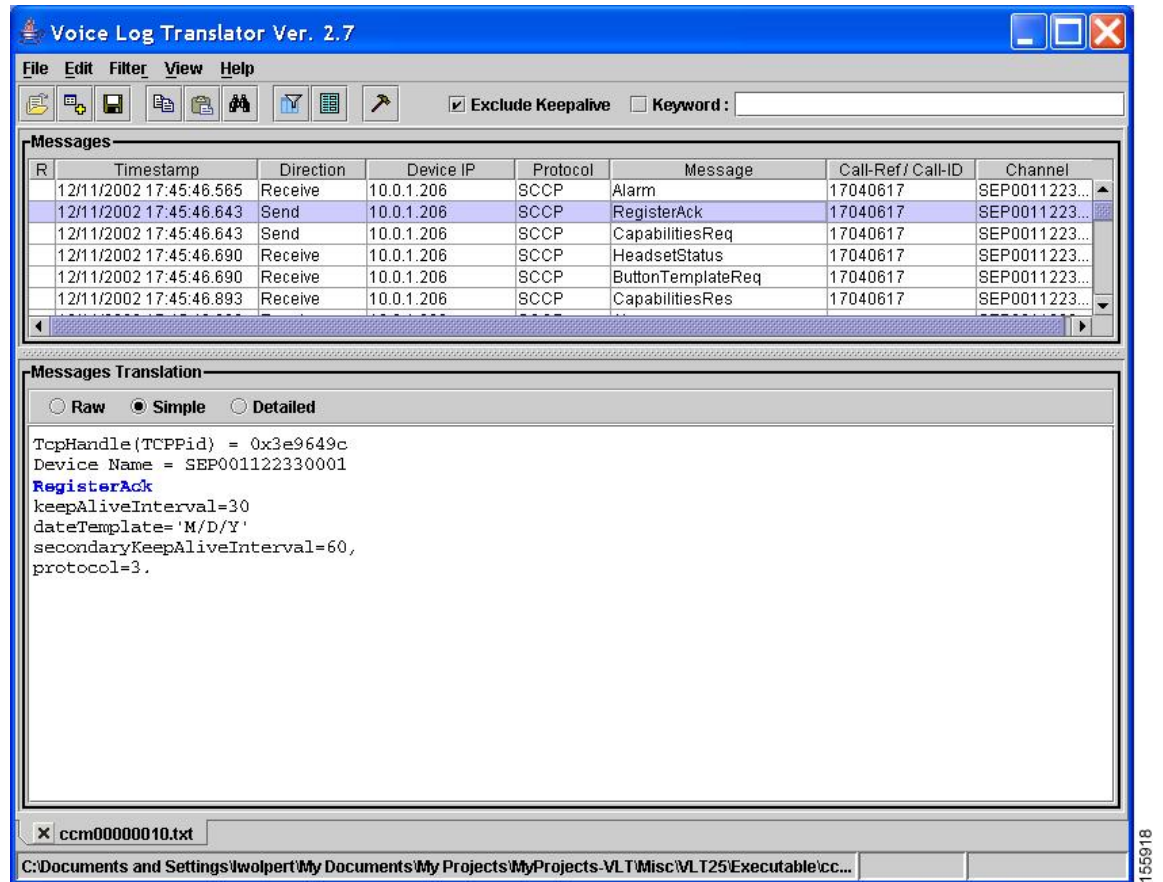 Voice Log Translator Ver. 2.7
File Edit Filter View Help
Exclude Keepalive Keyword :
Messages
R Timestamp Direction Device IP Protocol Message Call-Ref / Call-ID Channel
12/11/2002 17:45:46.565 Receive 10.0.1.206 SCCP Alarm 17040617 SEP0011223...
12/11/2002 17:45:46.643 Send 10.0.1.206 SCCP RegisterAck 17040617 SEP0011223...
12/11/2002 17:45:46.643 Send 10.0.1.206 SCCP CapabilitiesReq 17040617 SEP0011223...
12/11/2002 17:45:46.690 Receive 10.0.1.206 SCCP HeadsetStatus 17040617 SEP0011223...
12/11/2002 17:45:46.690 Receive 10.0.1.206 SCCP ButtonTemplateReq 17040617 SEP0011223...
12/11/2002 17:45:46.893 Receive 10.0.1.206 SCCP CapabilitiesRes 17040617 SEP0011223...
Messages Translation
Raw Simple Detailed
TcpHandle(TCPPid) = 0x3e9649c
Device Name = SEP001122330001
RegisterAck
keepAliveInterval=30
dateTemplate='M/D/Y'
secondaryKeepAliveInterval=60,
protocol=3.
ccm00000010.txt
C:\Documents and Settings\lwolpert\My Documents\My Projects\MyProjects-VLT\Misc\VLT25\Executable\cc...
155918